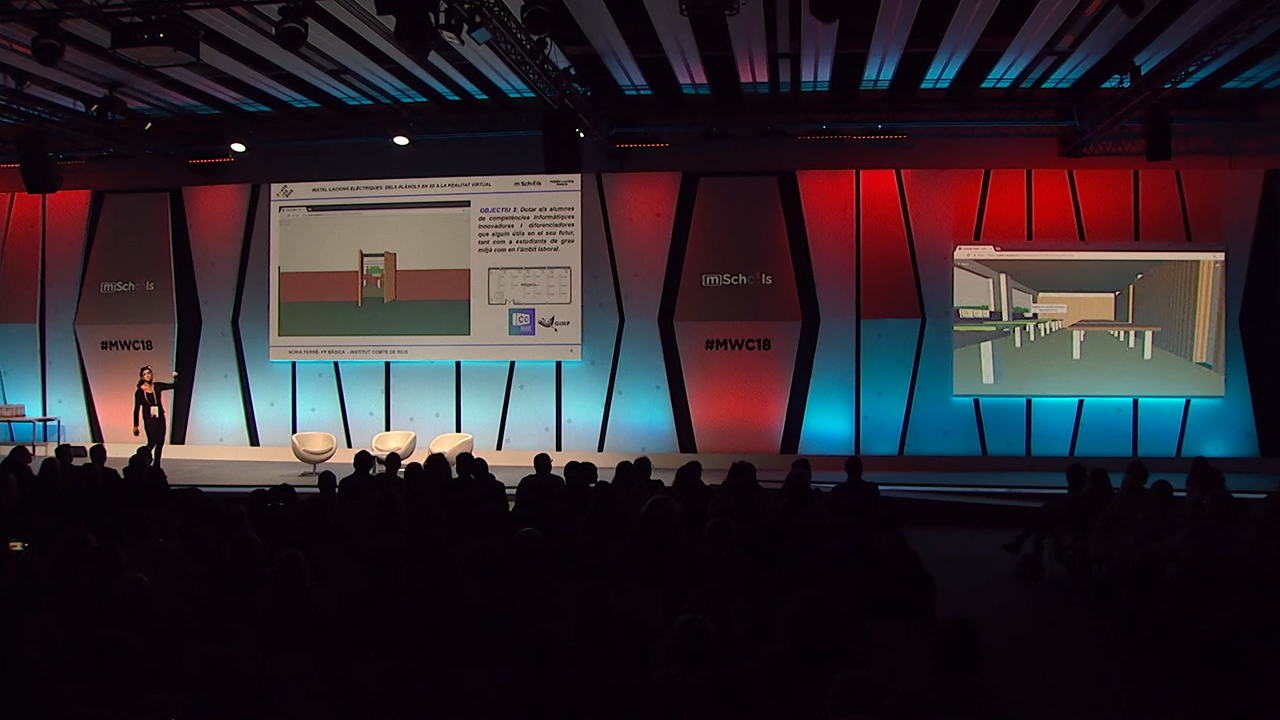 INSTAL·LACIONS ELÈCTRIQUES: DELS PLÀNOLS EN 2D A LA REALITAT VIRTUAL
mSchools
OBJECTIU 3: Dotar als alumnes
de competències informàtiques
innovadores i diferenciadores
que siguin útils en el seu futur,
tant com a estudiants de grau
mitjà com en l'àmbit laboral.
GIMP
NÚRIA FERRÉ- FP BÀSICA - INSTITUT COMTE DE RIUS
mSchools
#MWC18
mSchools
#MWC18